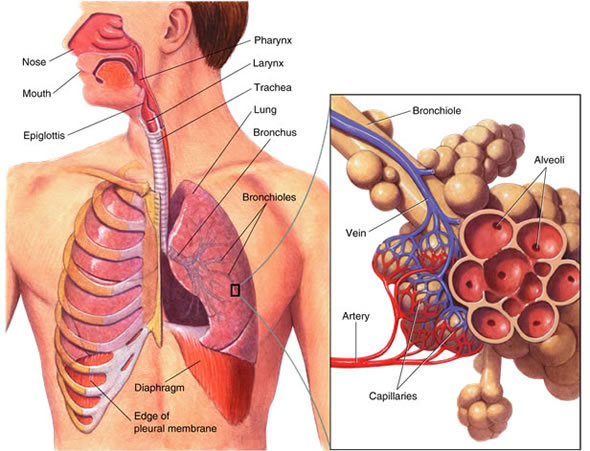 Nose
Mouth
Epiglottis
Pharynx
Larynx
Trachea
Lung
Bronchus
Bronchioles
Diaphragm
Edge of
pleural membrane
Bronchiole
Alveoli
Vein
Artery
Capillaries